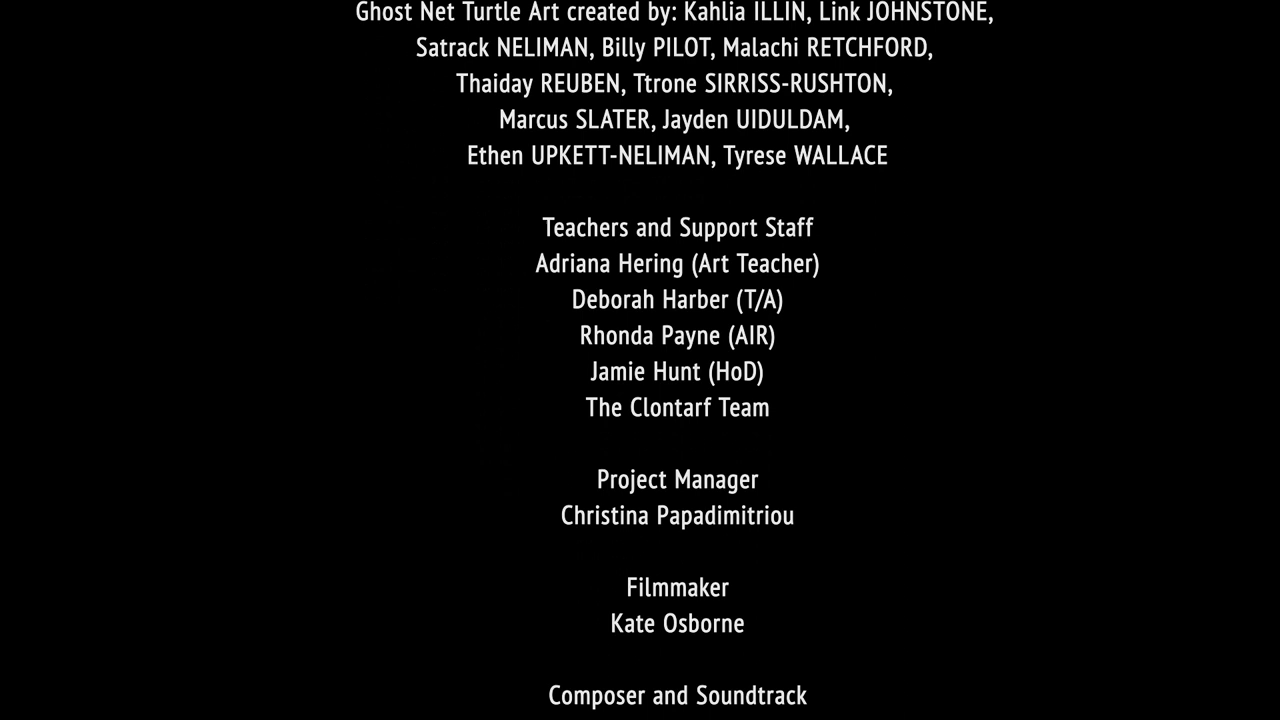 Ghost Net Turtle Art created by: Kahlia ILLIN, Link JOHNSTONE,
Satrack NELIMAN, Billy PILOT, Malachi RETCHFORD,
Thaiday REUBEN, Ttrone SIRRISS-RUSHTON,
Marcus SLATER, Jayden UIDULDAM,
Ethen UPKETT-NELIMAN, Tyrese WALLACE
Teachers and Support Staff
Adriana Hering (Art Teacher)
Deborah Harber (T/A)
Rhonda Payne (AIR)
Jamie Hunt (HoD)
The Clontarf Team
Project Manager
Christina Papadimitriou
Filmmaker
Kate Osborne
Composer and Soundtrack